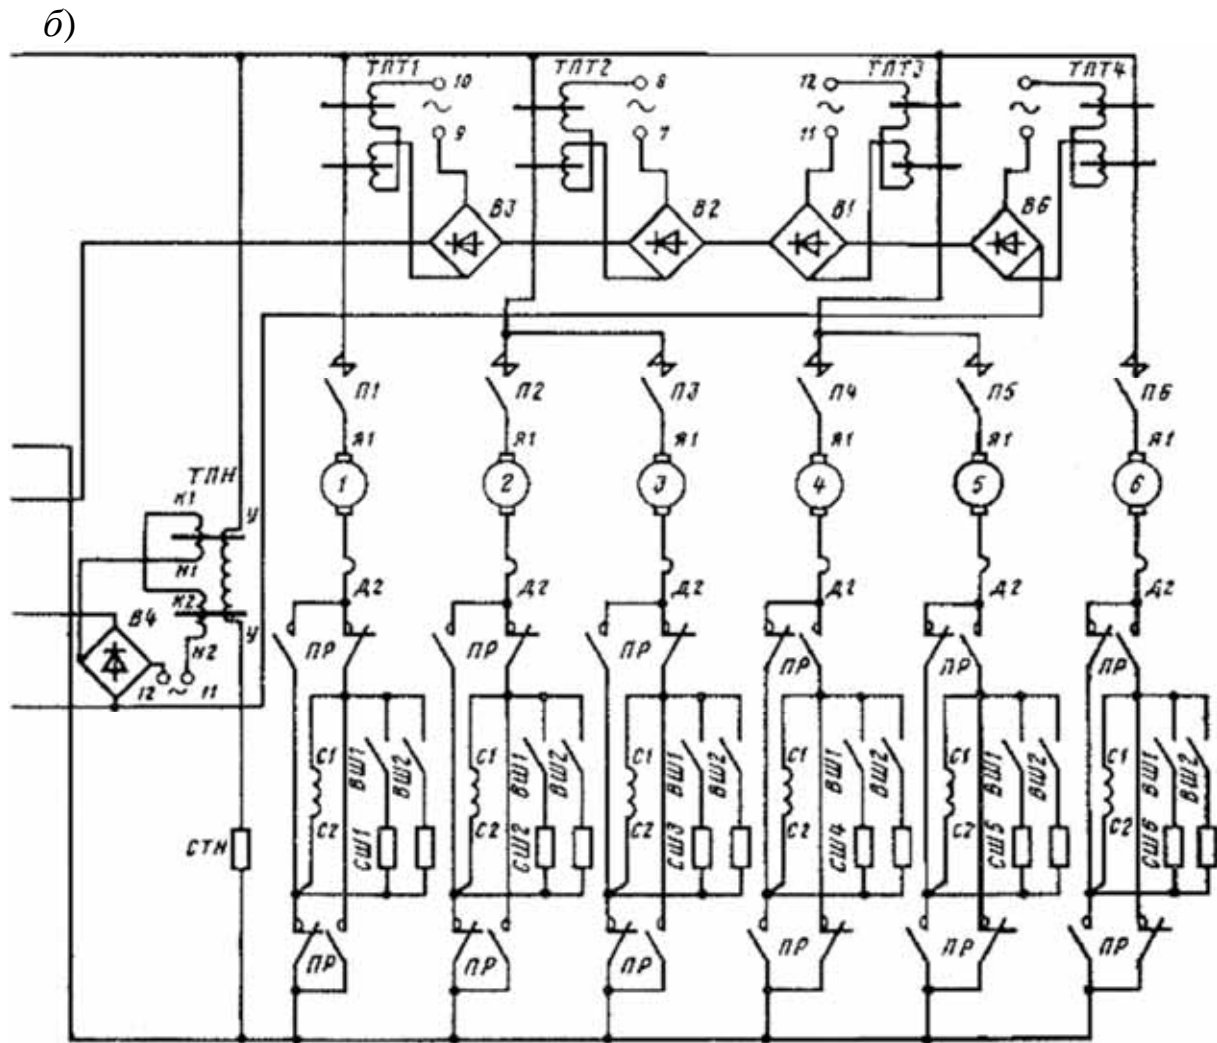 б)
ТПТ1 10 ТПТ2 8 12 ТПТ3 ТПТ4
~ ~ ~ ~
9 7 11
В3 В2 В1 В6
П1 П2 П3 П4 П5 П6
Я1 Я1 Я1 Я1 Я1 Я1
1 2 3 4 5 6
ТПН
Н1 У
Н1
Д2 Д2 Д2 Д2 Д2 Д2
К2
В4
У
Н2
12 ~ 11
ПР ПР ПР ПР ПР ПР
С1 ВШ1 ВШ2 С1 ВШ1 ВШ2 С1 ВШ1 ВШ2 С1 ВШ1 ВШ2 С1 ВШ1 ВШ2 С1 ВШ1 ВШ2
С2 СШ1 С2 СШ2 С2 СШ3 С2 СШ4 С2 СШ5 С2 СШ6
СТН
ПР ПР ПР ПР ПР ПР